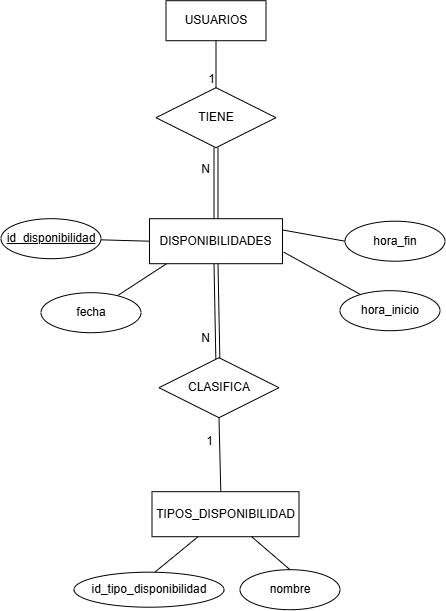 USUARIOS
1
TIENE
N
id_disponibilidad
DISPONIBILIDADES
hora_fin
fecha
hora_inicio
N
CLASIFICA
1
TIPOS_DISPONIBILIDAD
id_tipo_disponibilidad
nombre